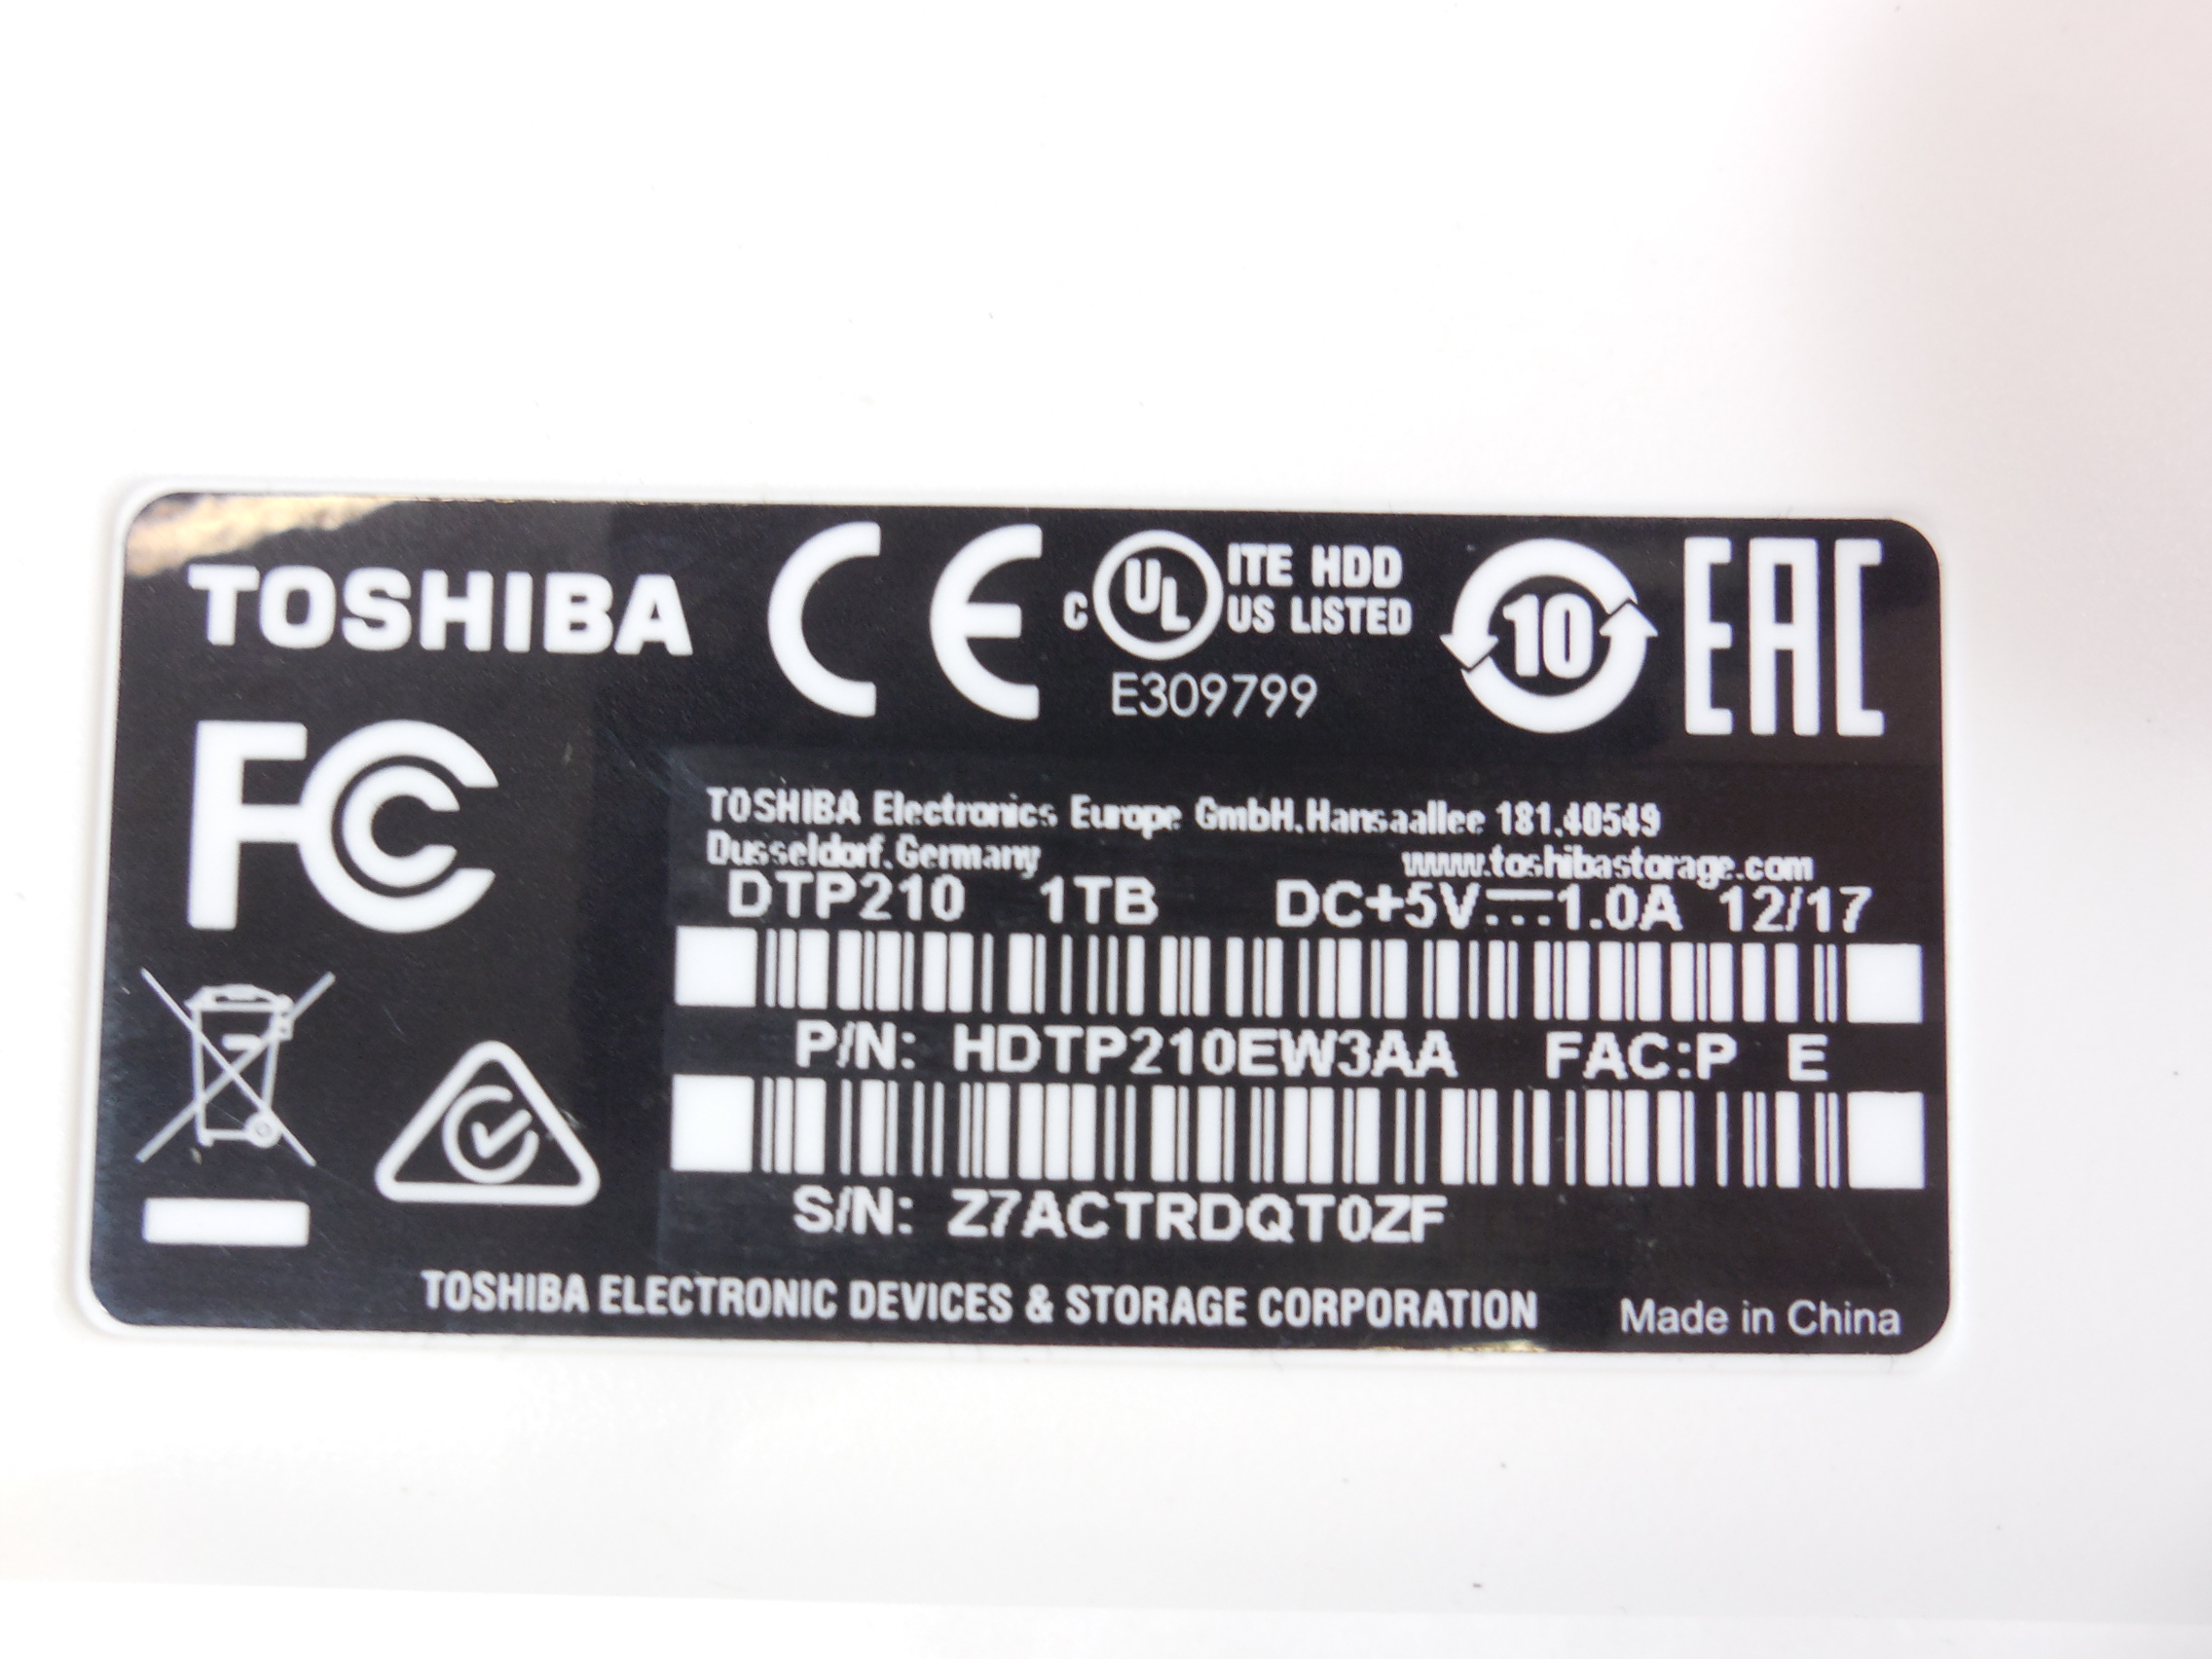 TOSHIBA CE c UL ITE HDD
US LISTED
E309799
10
EAC
FC
TOSHIBA Electronics Europe GmbH.Hansaallee 181.40549
Dusseldorf.Germany www.toshibastorage.com
DTP210 1TB DC+5V⎓1.0A 12/17
P/N: HDTP210EW3AA FAC:P E
S/N: Z7ACTRDQT0ZF
TOSHIBA ELECTRONIC DEVICES & STORAGE CORPORATION Made in China